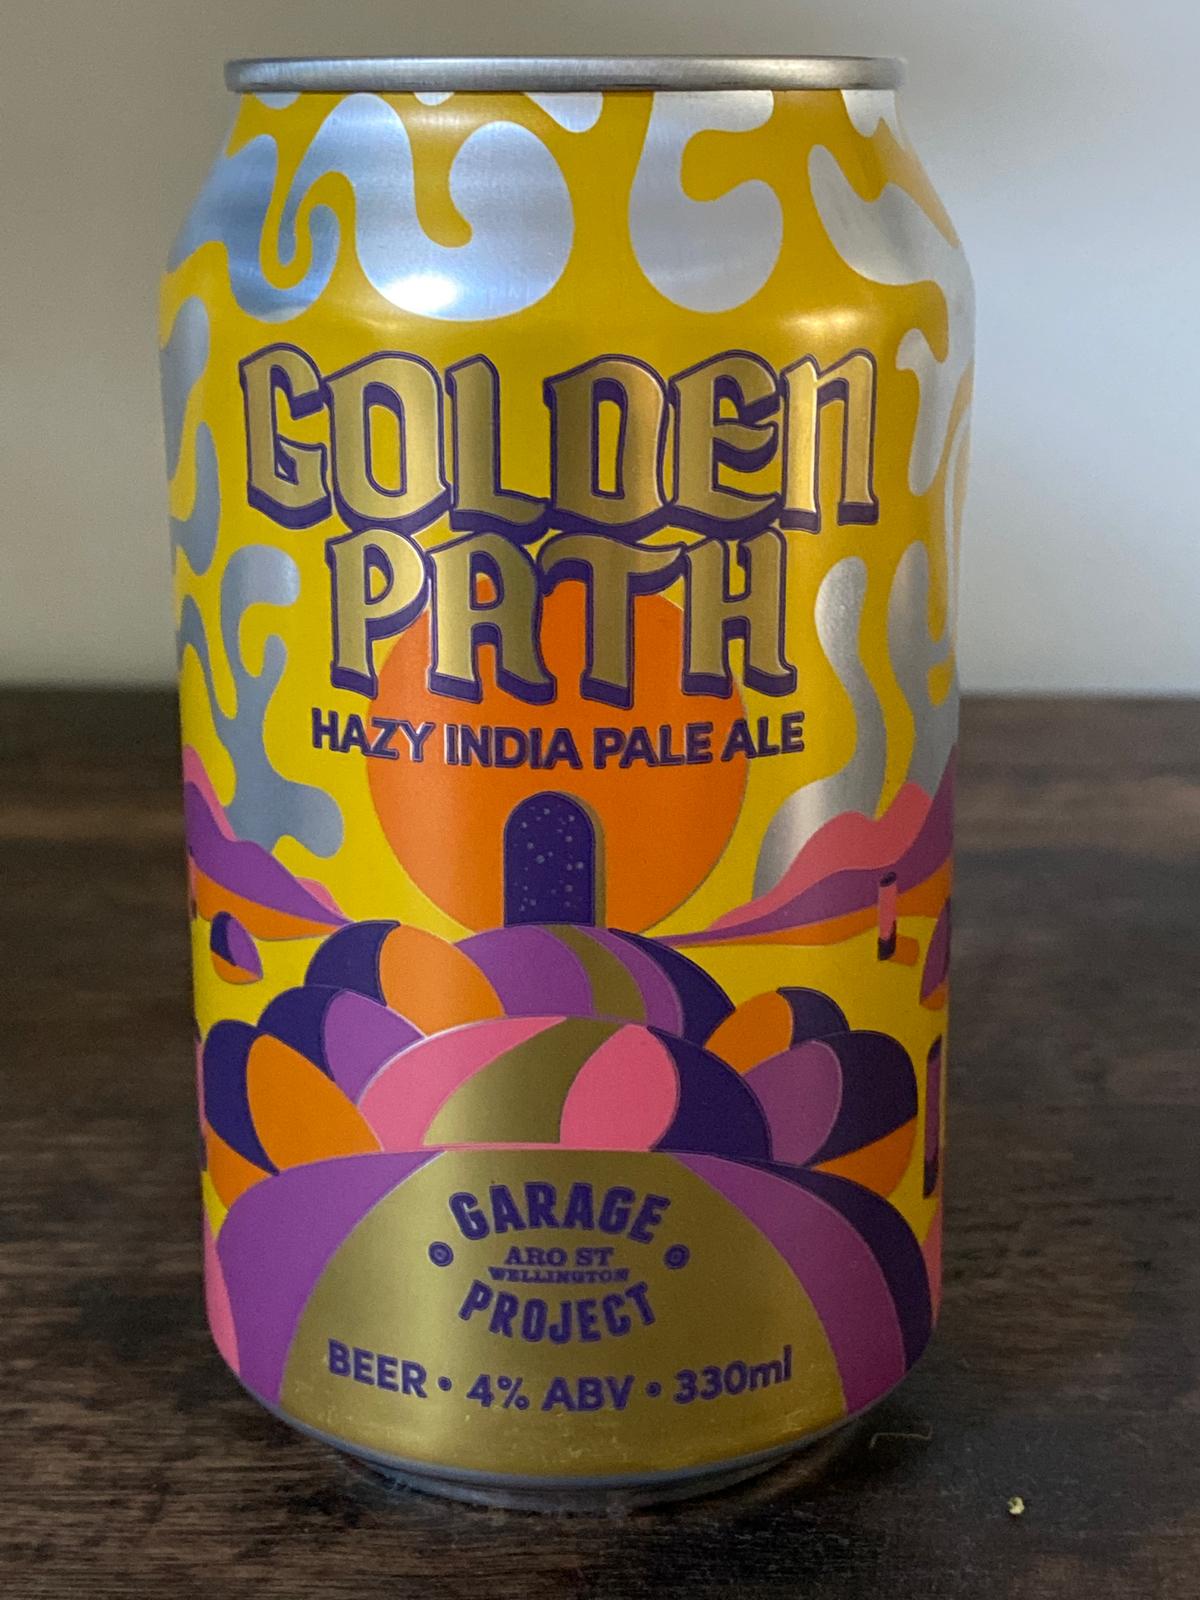 GOLDEN
PATH
HAZY INDIA PALE ALE
GARAGE
ARO ST
WELLINGTON
PROJECT
BEER • 4% ABV • 330ml